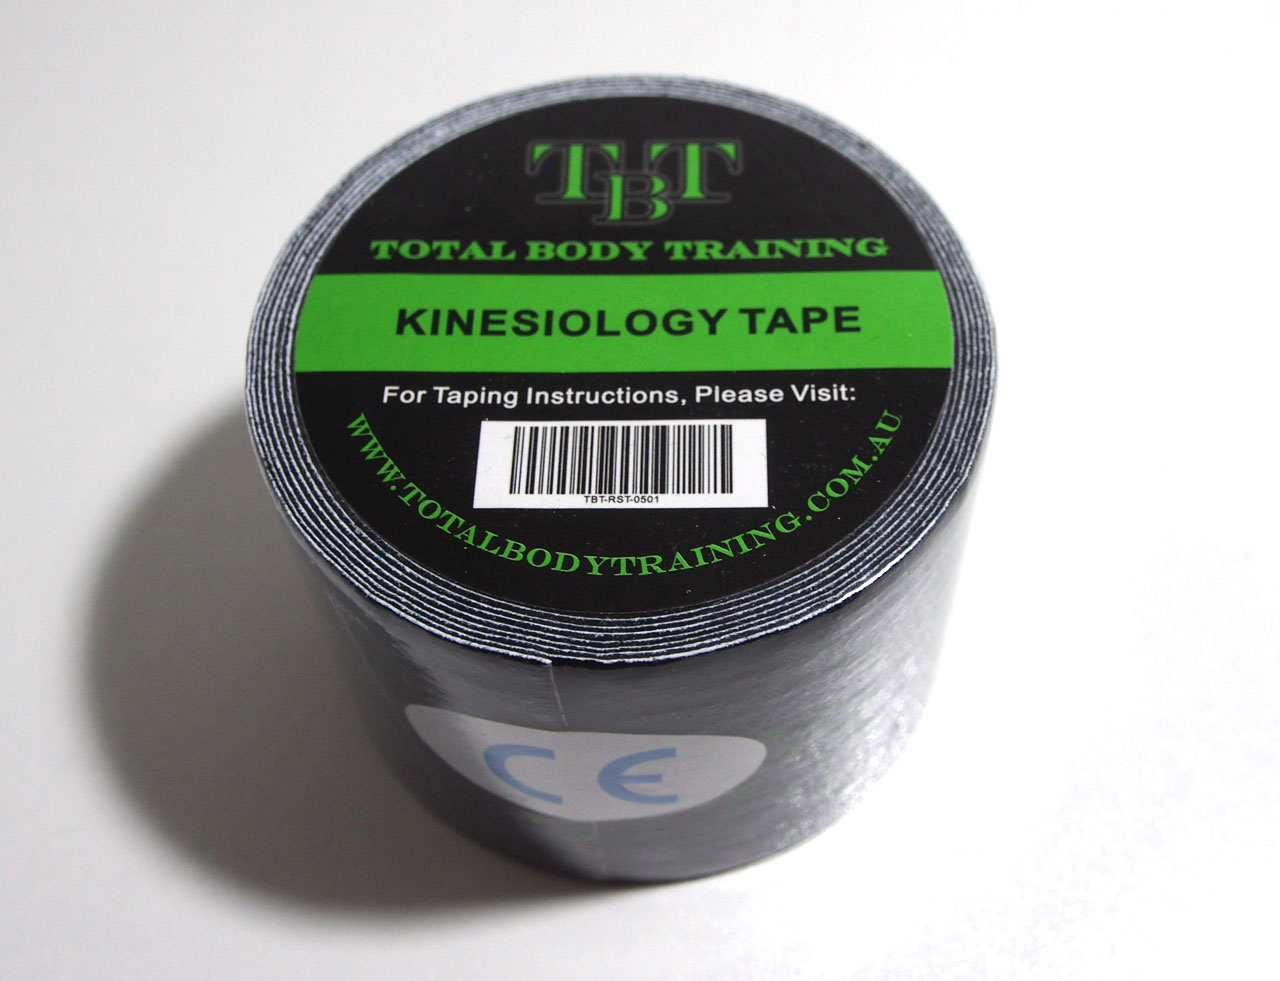 TBT
TOTAL BODY TRAINING
KINESIOLOGY TAPE
For Taping Instructions, Please Visit:
TBT-RST-0501
WWW.TOTALBODYTRAINING.COM.AU
CE